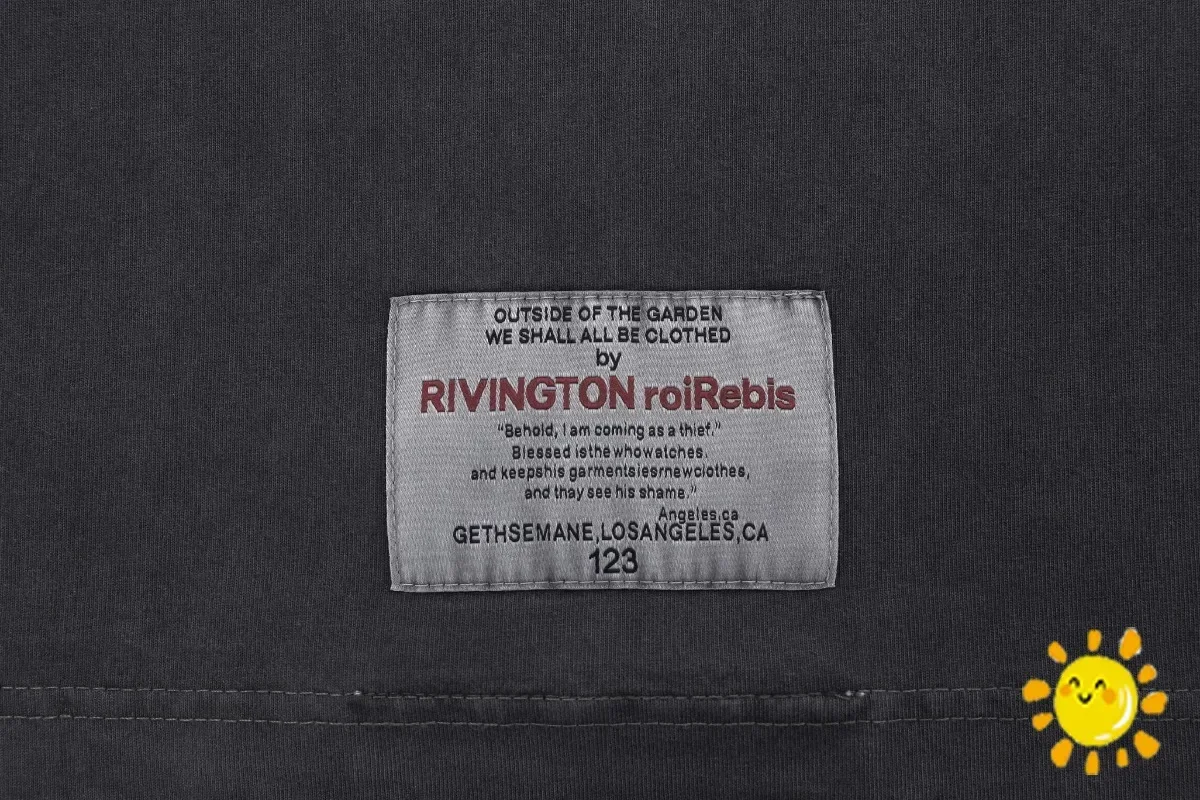 OUTSIDE OF THE GARDEN
WE SHALL ALL BE CLOTHED
by
RIVINGTON roiRebis
“Behold, I am coming as a thief.”
Blessed isthewhowatches.
and keepshis garmentsiesrnewclothes,
and thay see his shame.”
Angeles,ca
GETHSEMANE,LOSANGELES,CA
123